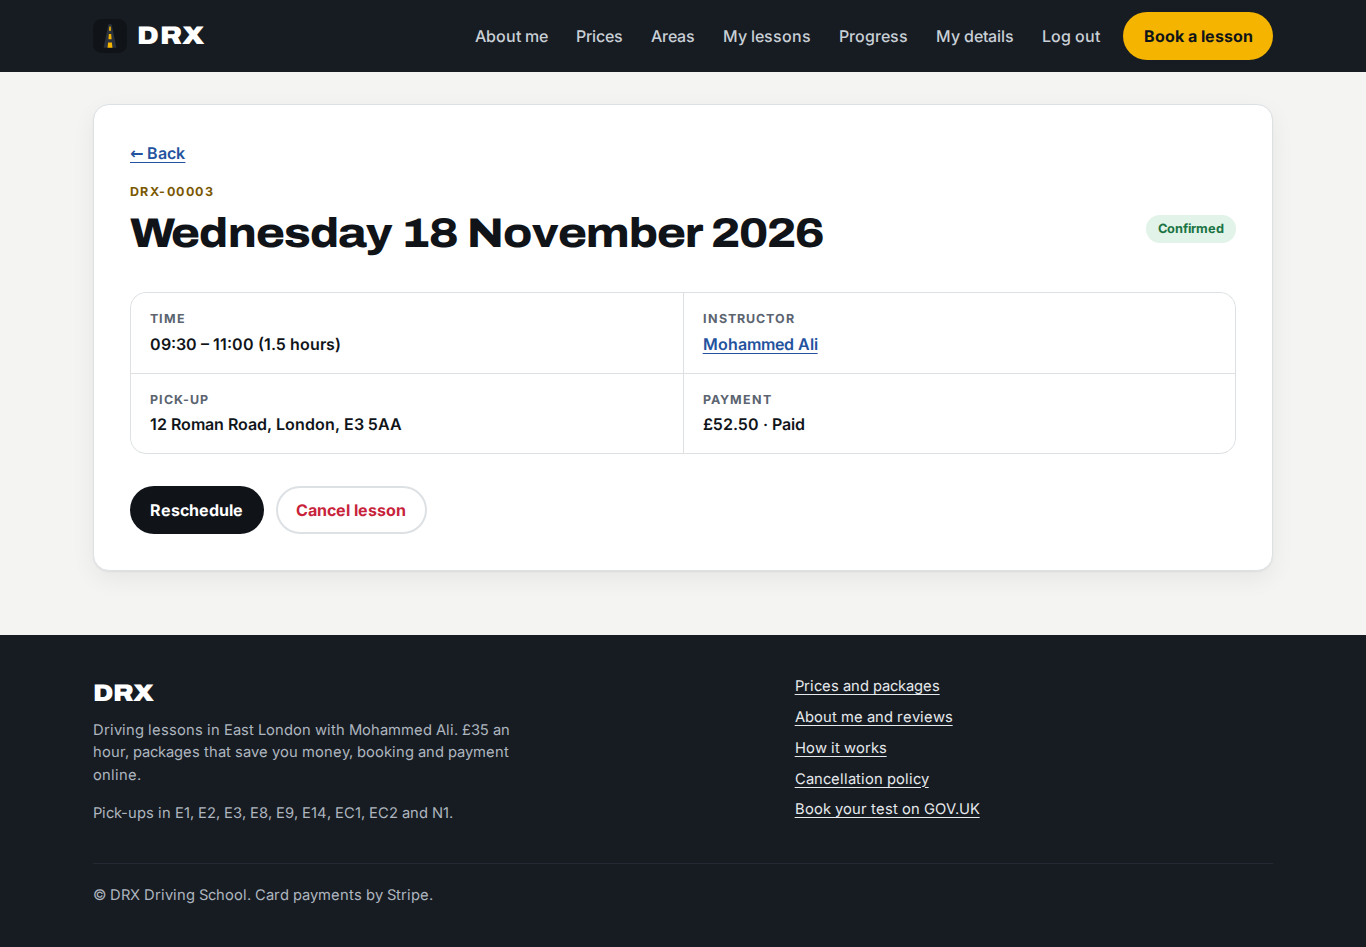 DRX
About me
Prices
Areas
My lessons
Progress
My details
Log out
Book a lesson
← Back
DRX-00003
Wednesday 18 November 2026
Confirmed
TIME
09:30 – 11:00 (1.5 hours)
INSTRUCTOR
Mohammed Ali
PICK-UP
12 Roman Road, London, E3 5AA
PAYMENT
£52.50 · Paid
Reschedule
Cancel lesson
DRX
Driving lessons in East London with Mohammed Ali. £35 an
hour, packages that save you money, booking and payment
online.
Pick-ups in E1, E2, E3, E8, E9, E14, EC1, EC2 and N1.
Prices and packages
About me and reviews
How it works
Cancellation policy
Book your test on GOV.UK
© DRX Driving School. Card payments by Stripe.